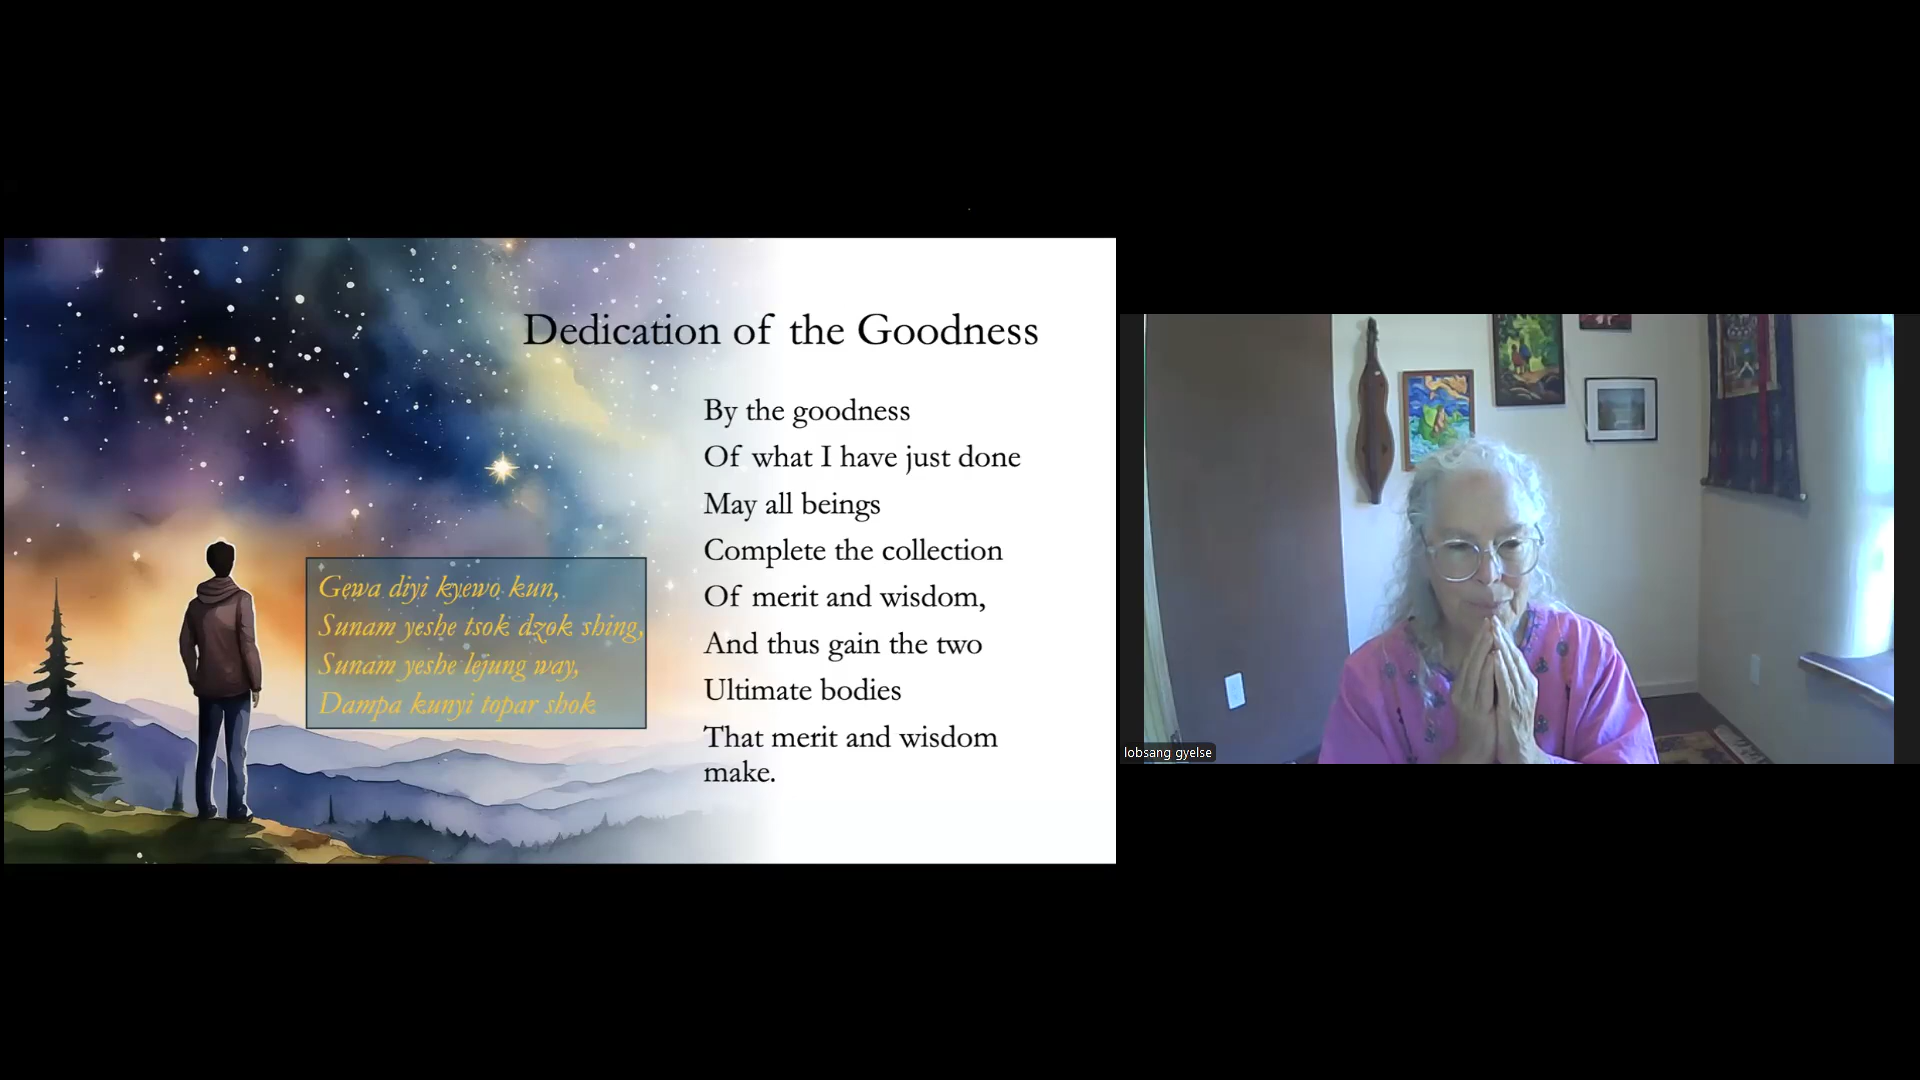 Dedication of the Goodness
By the goodness
Of what I have just done
May all beings
Complete the collection
Of merit and wisdom,
And thus gain the two
Ultimate bodies
That merit and wisdom
make.
Gewa diyi kyewo kun,
Sunam yeshe tsok dzok shing,
Sunam yeshe lejung way,
Dampa kunyi topar shok
lobsang gyelse